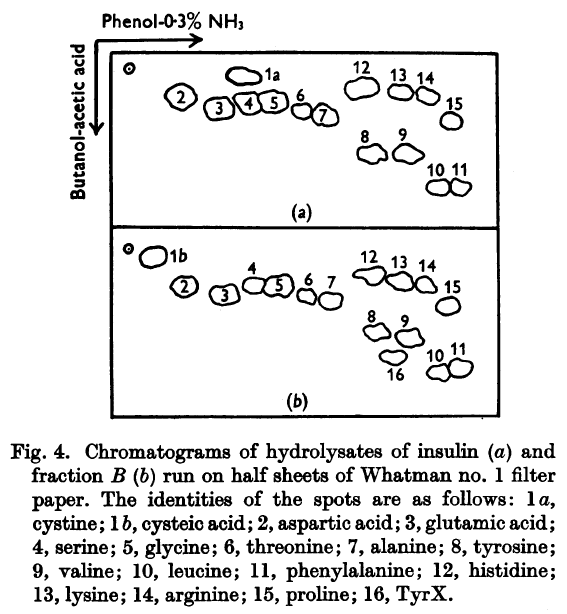 Phenol-0·3% NH3
Butanol-acetic acid
1a
12
13
14
2
3
4
5
6
7
15
8
9
10 11
(a)
1b
12
13
14
2
3
4
5
6
7
15
8
9
16
10
11
(b)
Fig. 4. Chromatograms of hydrolysates of insulin (a) and
fraction B (b) run on half sheets of Whatman no. 1 filter
paper. The identities of the spots are as follows: 1a,
cystine; 1b, cysteic acid; 2, aspartic acid; 3, glutamic acid;
4, serine; 5, glycine; 6, threonine; 7, alanine; 8, tyrosine;
9, valine; 10, leucine; 11, phenylalanine; 12, histidine;
13, lysine; 14, arginine; 15, proline; 16, TyrX.